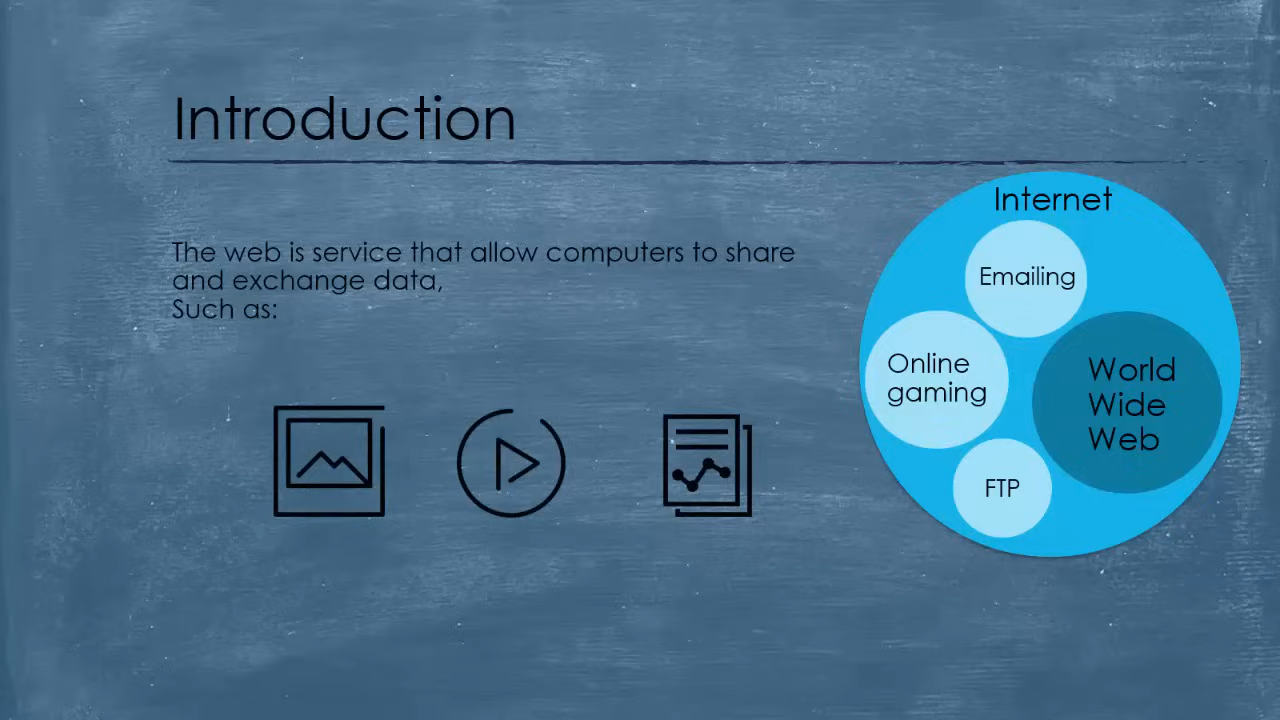 Introduction
The web is service that allow computers to share
and exchange data,
Such as:
Internet
Emailing
Online
gaming
World
Wide
Web
FTP